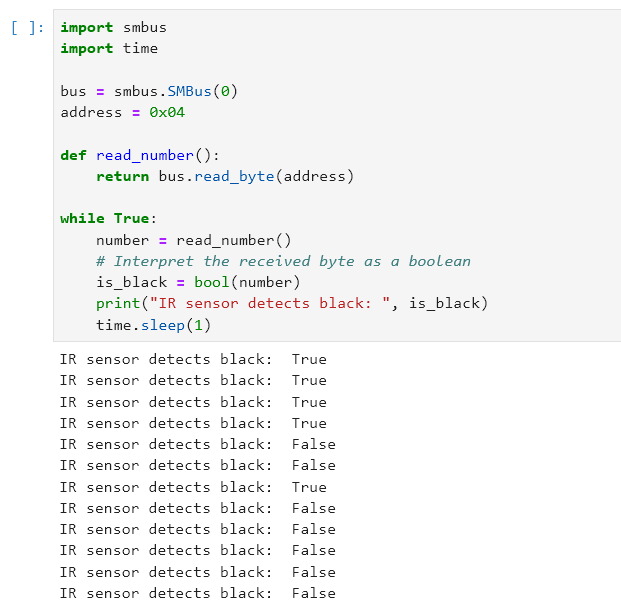 [ ]: import smbus
import time
bus = smbus.SMBus(0)
address = 0x04
def read_number():
    return bus.read_byte(address)
while True:
    number = read_number()
    # Interpret the received byte as a boolean
    is_black = bool(number)
    print("IR sensor detects black: ", is_black)
    time.sleep(1)
IR sensor detects black:  True
IR sensor detects black:  True
IR sensor detects black:  True
IR sensor detects black:  True
IR sensor detects black:  False
IR sensor detects black:  False
IR sensor detects black:  True
IR sensor detects black:  False
IR sensor detects black:  False
IR sensor detects black:  False
IR sensor detects black:  False
IR sensor detects black:  False